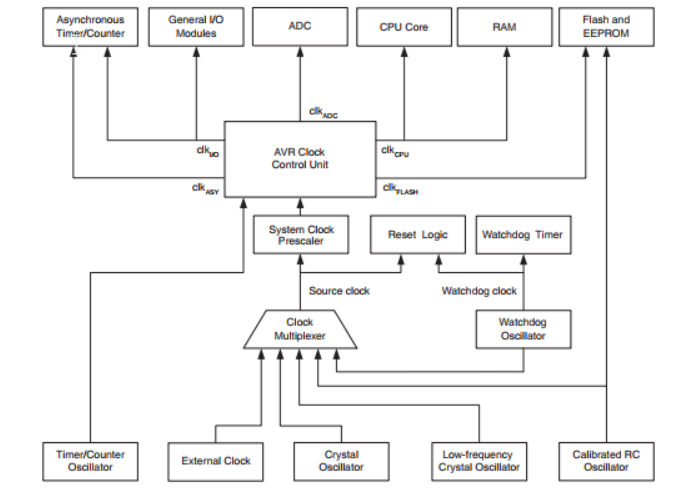 Asynchronous
Timer/Counter
General I/O
Modules
ADC
CPU Core
RAM
Flash and
EEPROM
clkADC
clkI/O
AVR Clock
Control Unit
clkCPU
clkASY
clkFLASH
System Clock
Prescaler
Reset Logic
Watchdog Timer
Source clock
Watchdog clock
Clock
Multiplexer
Watchdog
Oscillator
Timer/Counter
Oscillator
External Clock
Crystal
Oscillator
Low-frequency
Crystal Oscillator
Calibrated RC
Oscillator